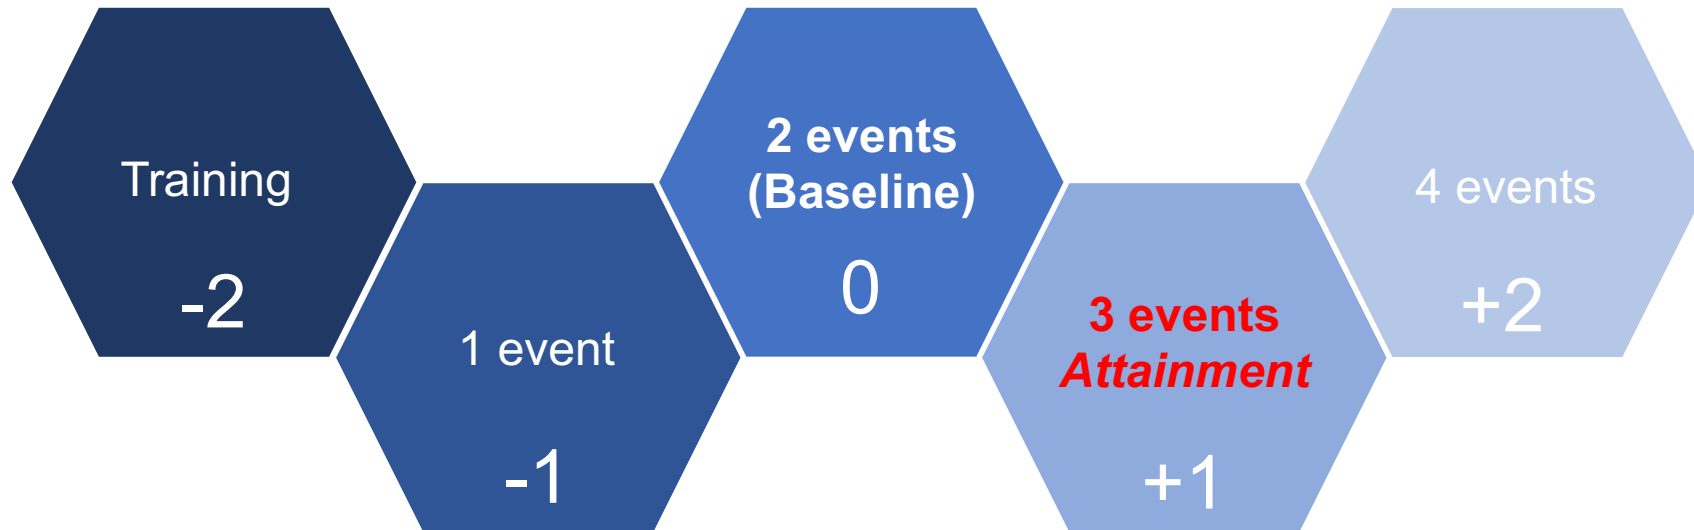 Training
-2
1 event
-1
2 events
(Baseline)
0
3 events
Attainment
+1
4 events
+2